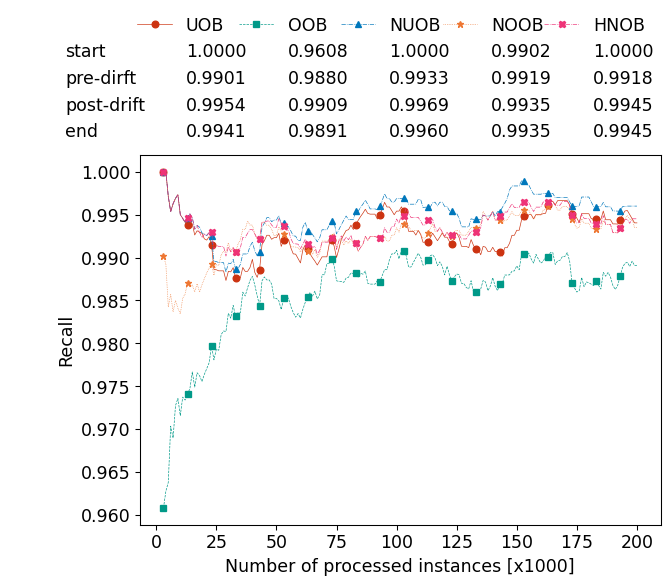 UOB OOB NUOB NOOB HNOB
start 1.0000 0.9608 1.0000 0.9902 1.0000
pre-dirft 0.9901 0.9880 0.9933 0.9919 0.9918
post-drift 0.9954 0.9909 0.9969 0.9935 0.9945
end 0.9941 0.9891 0.9960 0.9935 0.9945
1.000
0.995
0.990
0.985
0.980
0.975
0.970
0.965
0.960
Recall
0 25 50 75 100 125 150 175 200
Number of processed instances [x1000]